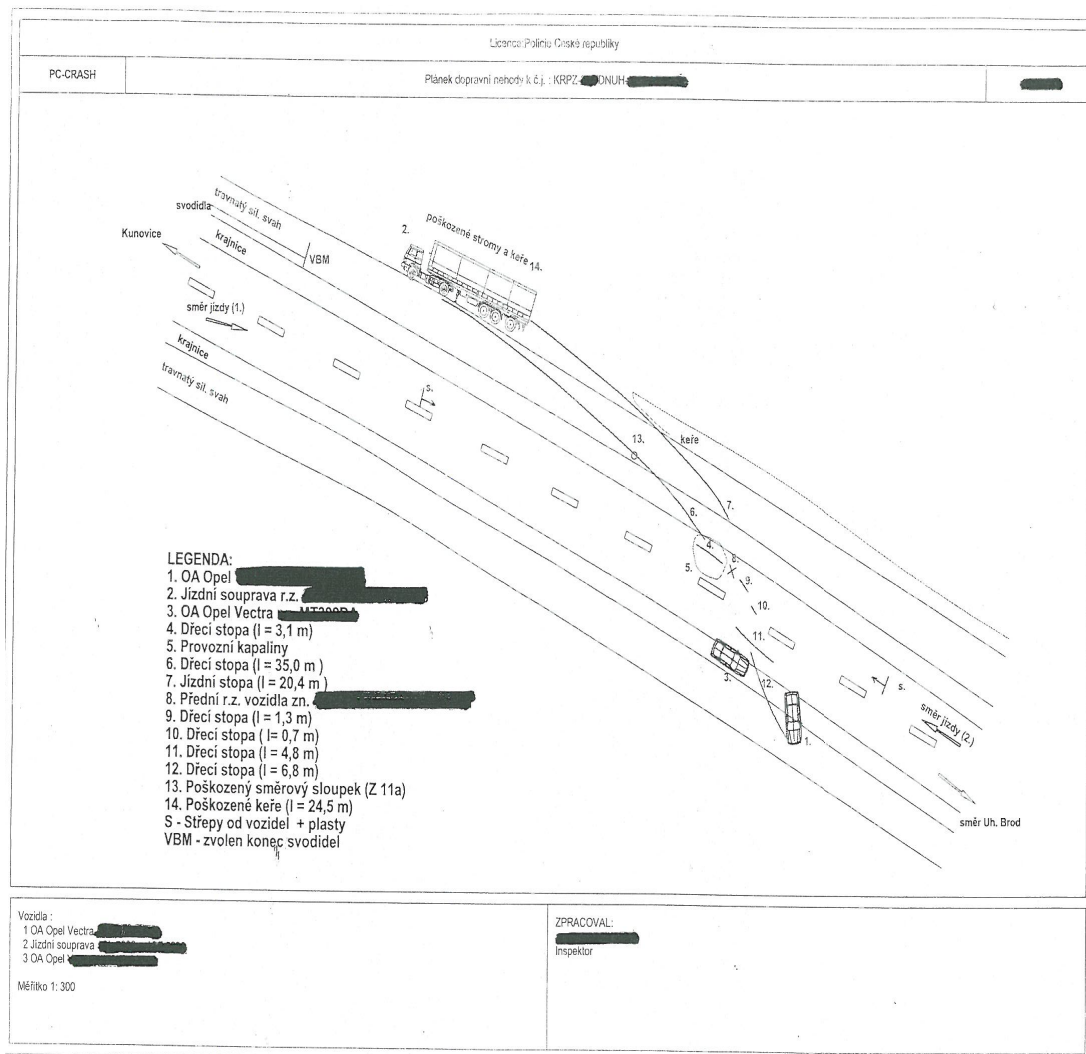 Licence:Policie České republiky
PC-CRASH
Plánek dopravní nehody k č.j. : KRPZ- DNUH-
travnatý sil. svah
svodidla
Kunovice
krajnice
VBM
2.
poškozené stromy a keře 14.
směr jízdy (1.)
krajnice
travnatý sil. svah
s.
13.
keře
6.
7.
4.
8.
5.
9.
10.
11.
3.
12.
1.
s.
směr jízdy (2.)
směr Uh. Brod
LEGENDA:
1. OA Opel
2. Jízdní souprava r.z.
3. OA Opel Vectra
4. Dřecí stopa (l = 3,1 m)
5. Provozní kapaliny
6. Dřecí stopa (l = 35,0 m )
7. Jízdní stopa (l = 20,4 m)
8. Přední r.z. vozidla zn.
9. Dřecí stopa (l = 1,3 m)
10. Dřecí stopa ( l= 0,7 m)
11. Dřecí stopa (l = 4,8 m)
12. Dřecí stopa (l = 6,8 m)
13. Poškozený směrový sloupek (Z 11a)
14. Poškozené keře (l = 24,5 m)
S - Střepy od vozidel + plasty
VBM - zvolen konec svodidel
Vozidla :
1 OA Opel Vectra
2 Jízdní souprava
3 OA Opel
Měřítko 1: 300
ZPRACOVAL:
Inspektor